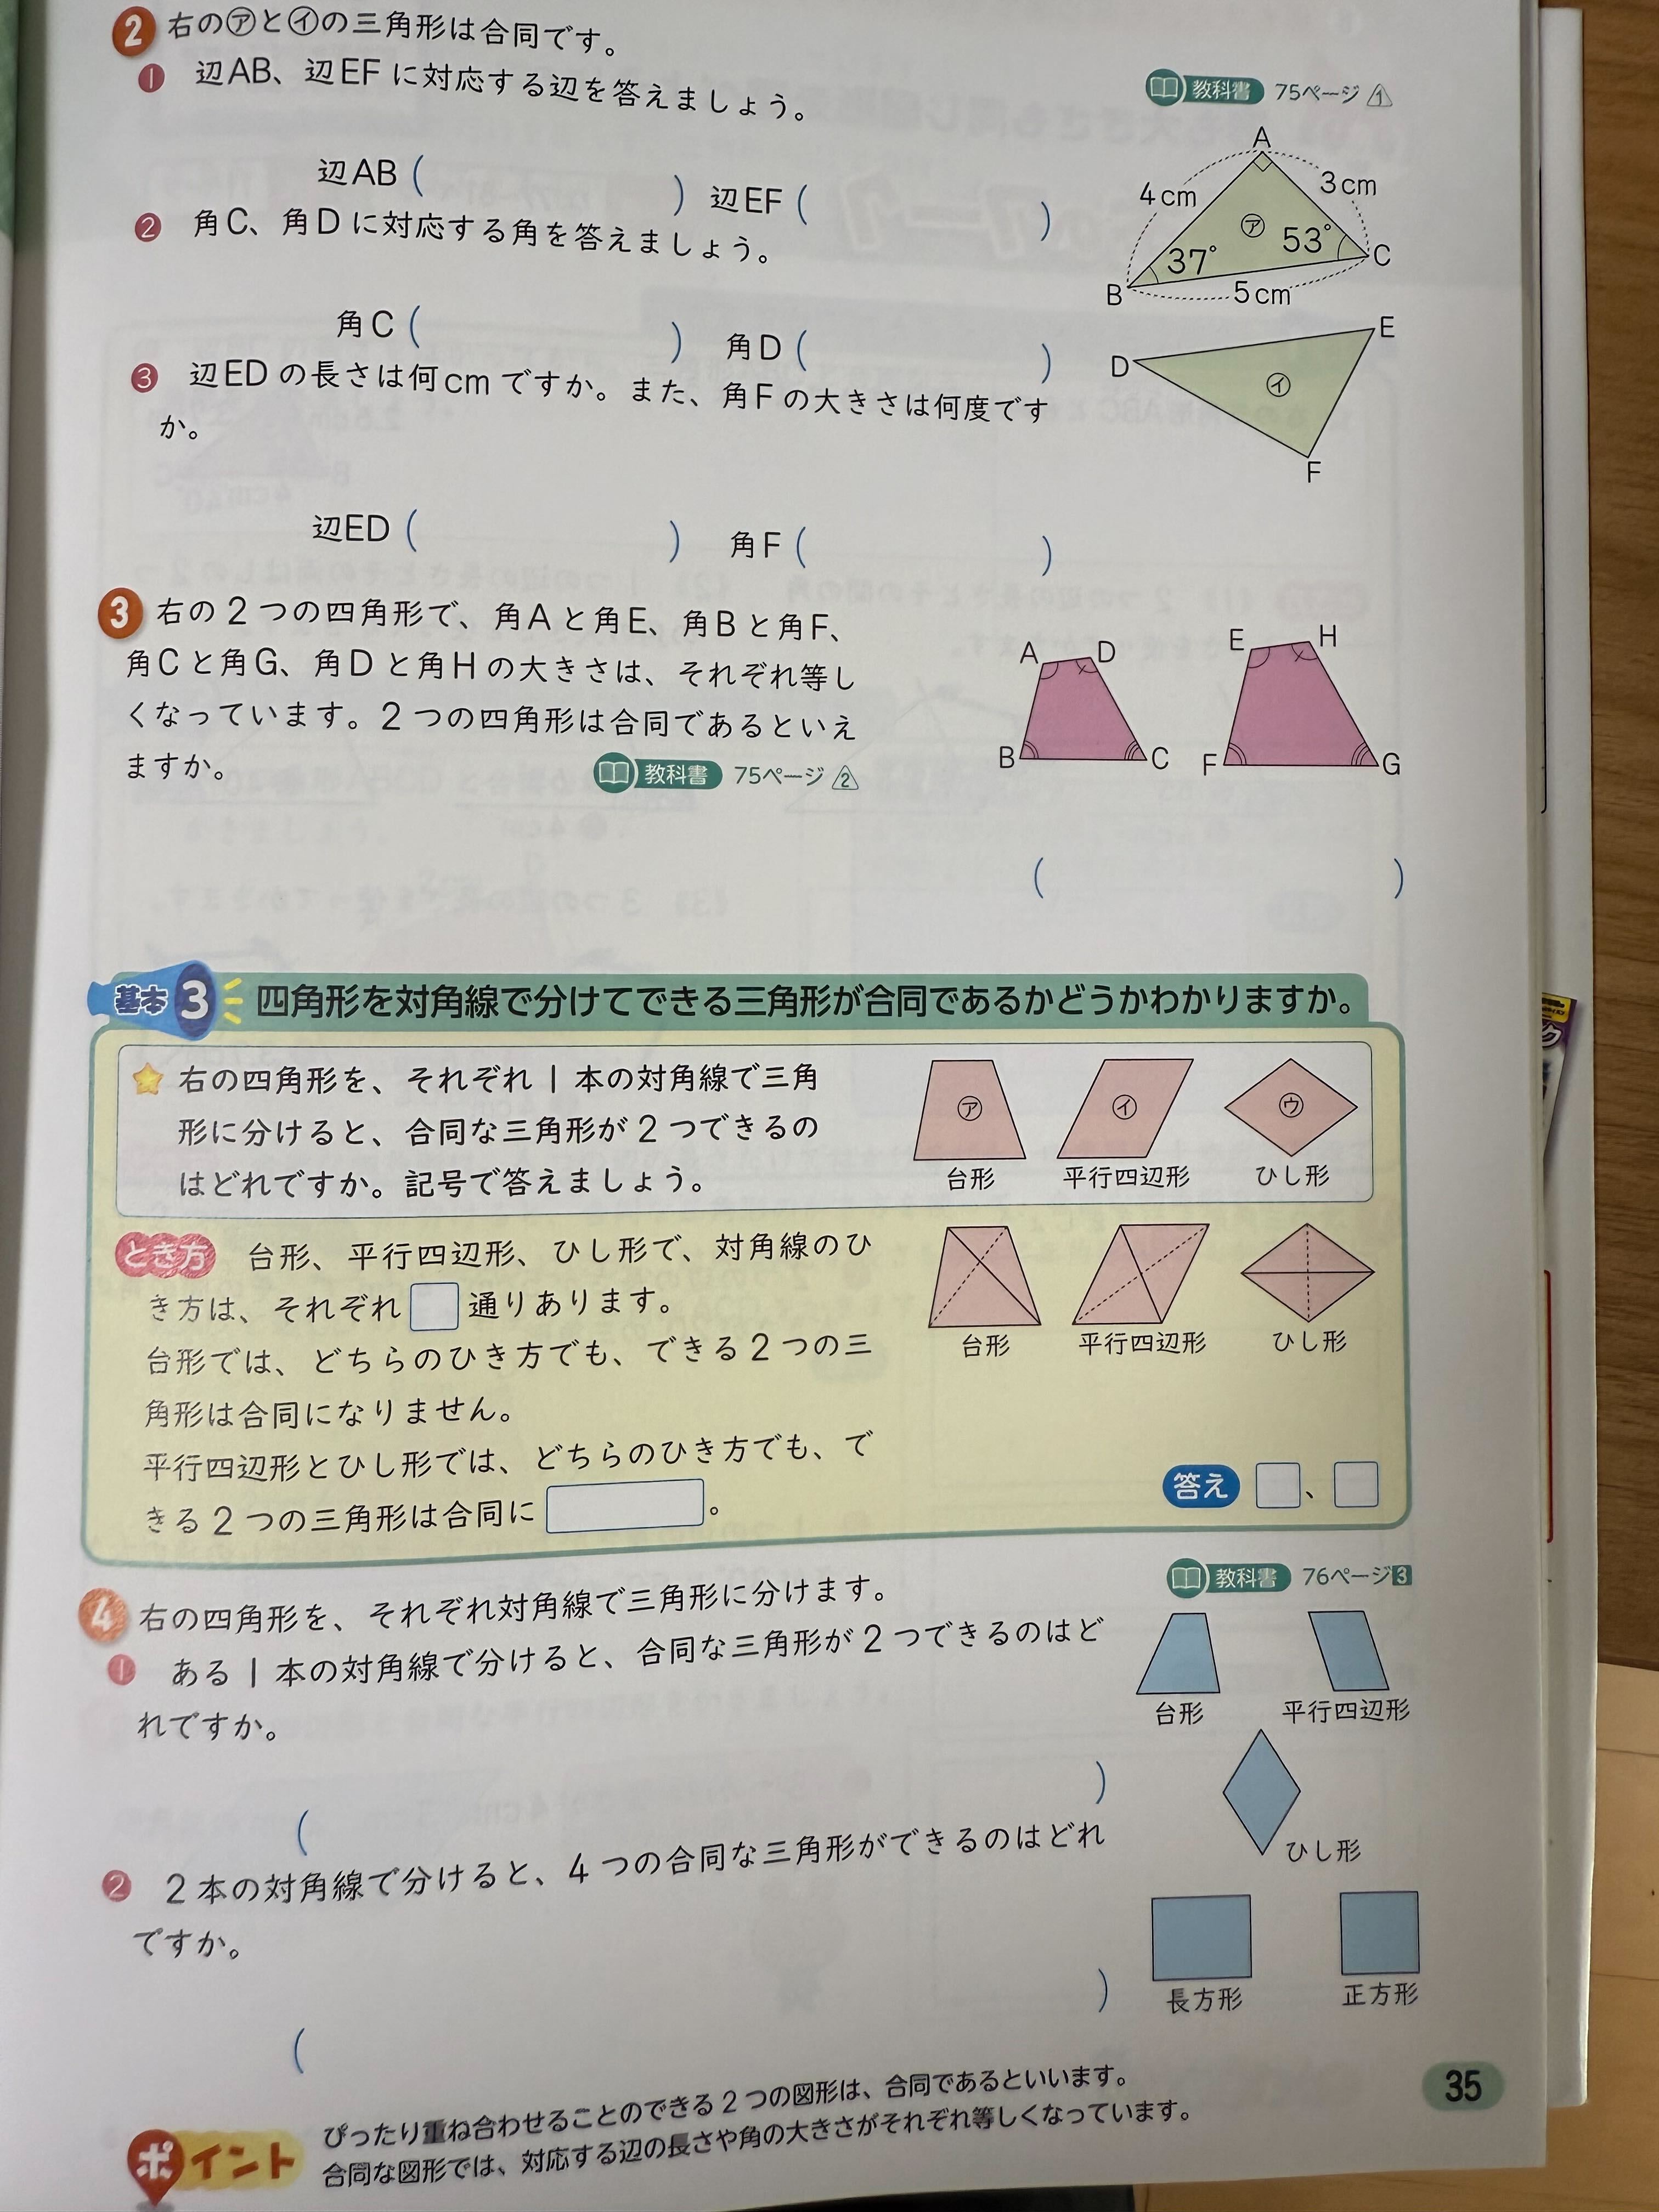 2 右の㋐と㋑の三角形は合同です。
1 辺AB、辺EFに対応する辺を答えましょう。
教科書 75ページ 1
辺AB( ) 辺EF( )
2 角C、角Dに対応する角を答えましょう。
角C( ) 角D( )
3 辺EDの長さは何cmですか。また、角Fの大きさは何度です
か。
辺ED( ) 角F( )
A
4cm 3cm
㋐
37° 53°
B C
5cm
D E
㋑
F
3 右の2つの四角形で、角Aと角E、角Bと角F、
角Cと角G、角Dと角Hの大きさは、それぞれ等し
くなっています。2つの四角形は合同であるといえ
ますか。
教科書 75ページ 2
A D E H
B C F G
( )
基本3 四角形を対角線で分けてできる三角形が合同であるかどうかわかりますか。
右の四角形を、それぞれ1本の対角線で三角
形に分けると、合同な三角形が2つできるの
はどれですか。記号で答えましょう。
㋐ ㋑ ㋒
台形 平行四辺形 ひし形
とき方 台形、平行四辺形、ひし形で、対角線のひ
き方は、それぞれ 通りあります。
台形では、どちらのひき方でも、できる2つの三
角形は合同になりません。
平行四辺形とひし形では、どちらのひき方でも、で
きる2つの三角形は合同に 。
台形 平行四辺形 ひし形
答え 、
4 右の四角形を、それぞれ対角線で三角形に分けます。
教科書 76ページ3
1 ある1本の対角線で分けると、合同な三角形が2つできるのはど
れですか。
( )
2 2本の対角線で分けると、4つの合同な三角形ができるのはどれ
ですか。
( )
台形 平行四辺形
ひし形
長方形 正方形
ポイント
ぴったり重ね合わせることのできる2つの図形は、合同であるといいます。
合同な図形では、対応する辺の長さや角の大きさがそれぞれ等しくなっています。
35